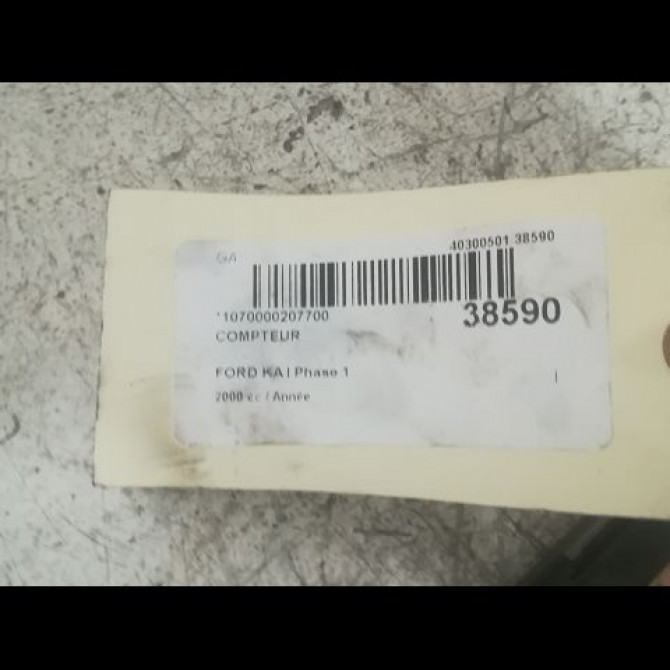 GA
40300501 38590
*1070000207700
38590
COMPTEUR
FORD KA I Phase 1
2000 cc / Année